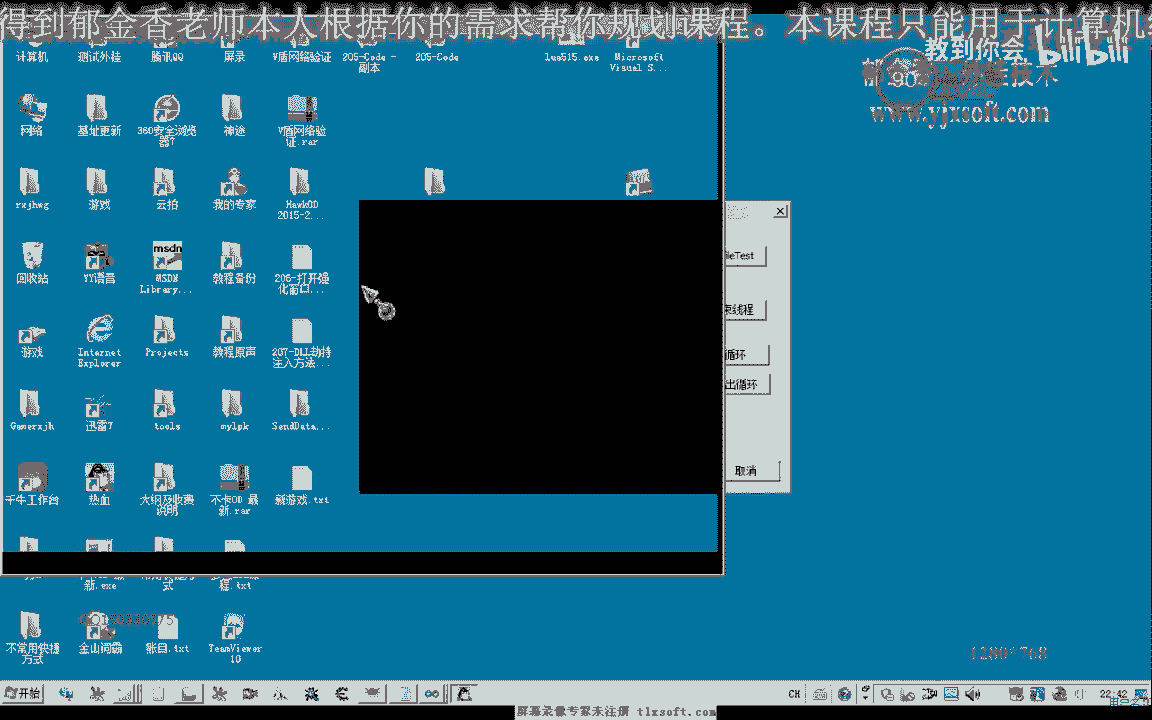 得到郁金香老师本人根据你的需求帮你规划课程。本课程只能用于计算机
教到你会 bilibili
www.yjxsoft.com
计算机 测试外挂 腾讯QQ 屏录 V盾网络验证 205-Code - 副本 205-Code lua515.exe Microsoft Visual S...
网络 基址更新 360安全浏览器7 神途 V盾网络验证.rar
rxjhwg 游戏 云拍 我的专家 HawkOD 2015-2...
回收站 YY语音 MSDN Library... 教程备份 206-打开强化窗口...
游戏 Internet Explorer Projects 教程原声 207-DLL劫持注入方法...
Gamerxjh 迅雷7 tools mylpk SendData...
千牛工作台 热血 大纲及收费说明 不卡OD 最新.rar 新游戏.txt
新.exe 式 程.txt
不常用快捷方式 金山词霸 账目.txt TeamViewer 10
leTest
束线程
循环
出循环
取消
1280*768
开始 CH 22:42
屏幕录像专家未注册 tlxsoft.com